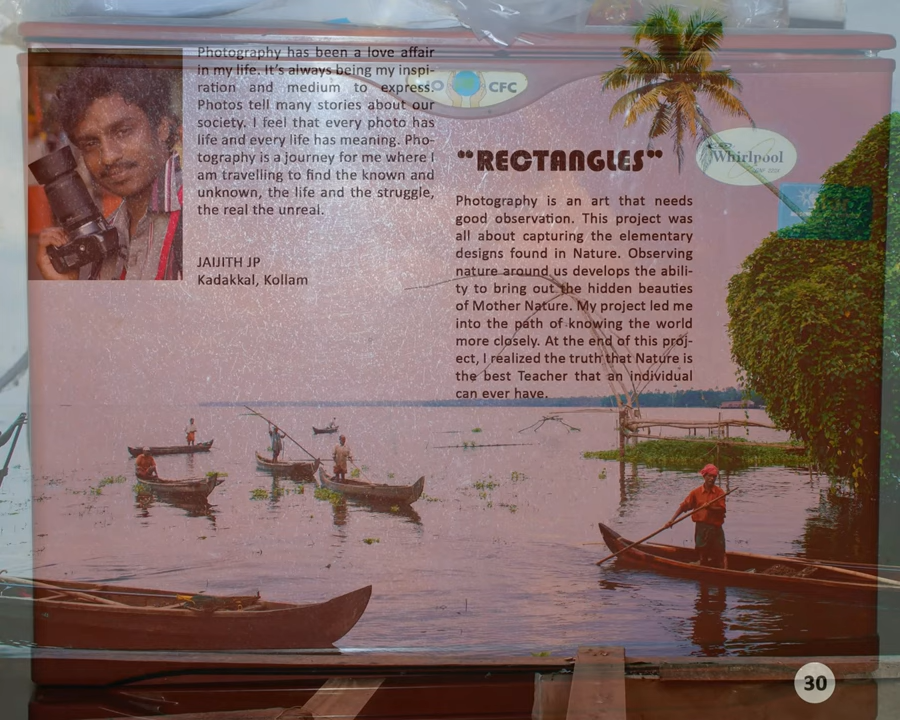 Photography has been a love affair
in my life. It's always being my inspi-
ration and medium to express.
Photos tell many stories about our
society. I feel that every photo has
life and every life has meaning. Pho-
tography is a journey for me where I
am travelling to find the known and
unknown, the life and the struggle,
the real the unreal.
JAIJITH JP
Kadakkal, Kollam
CFC
Whirlpool
"RECTANGLES"
Photography is an art that needs
good observation. This project was
all about capturing the elementary
designs found in Nature. Observing
nature around us develops the abili-
ty to bring out the hidden beauties
of Mother Nature. My project led me
into the path of knowing the world
more closely. At the end of this proj-
ect, I realized the truth that Nature is
the best Teacher that an individual
can ever have.
30